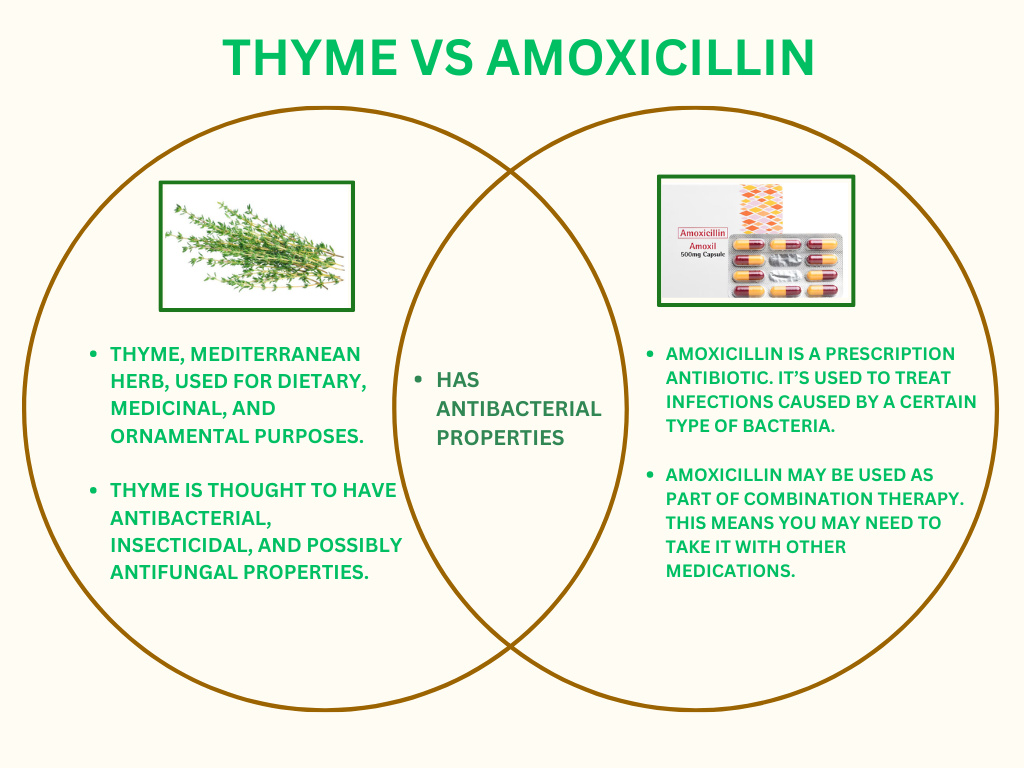 THYME VS AMOXICILLIN
• THYME, MEDITERRANEAN
HERB, USED FOR DIETARY,
MEDICINAL, AND
ORNAMENTAL PURPOSES.
• THYME IS THOUGHT TO HAVE
ANTIBACTERIAL,
INSECTICIDAL, AND POSSIBLY
ANTIFUNGAL PROPERTIES.
• HAS
ANTIBACTERIAL
PROPERTIES
Amoxicillin
Amoxil
500mg Capsule
• AMOXICILLIN IS A PRESCRIPTION
ANTIBIOTIC. IT’S USED TO TREAT
INFECTIONS CAUSED BY A CERTAIN
TYPE OF BACTERIA.
• AMOXICILLIN MAY BE USED AS
PART OF COMBINATION THERAPY.
THIS MEANS YOU MAY NEED TO
TAKE IT WITH OTHER
MEDICATIONS.